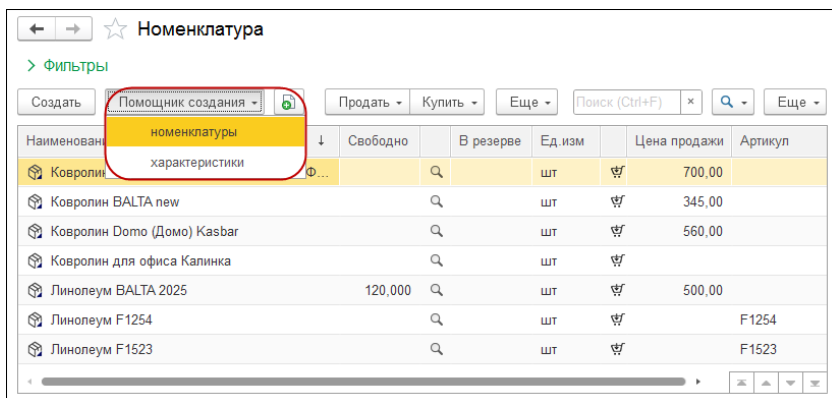 Номенклатура
Фильтры
Создать Помощник создания Продать Купить Еще Поиск (Ctrl+F) × Еще
номенклатуры
характеристики
Наименовани ↓ Свободно В резерве Ед.изм Цена продажи Артикул
Ковролин Ф... шт 700,00
Ковролин BALTA new шт 345,00
Ковролин Domo (Домо) Kasbar шт 560,00
Ковролин для офиса Калинка шт
Линолеум BALTA 2025 120,000 шт 500,00
Линолеум F1254 шт F1254
Линолеум F1523 шт F1523